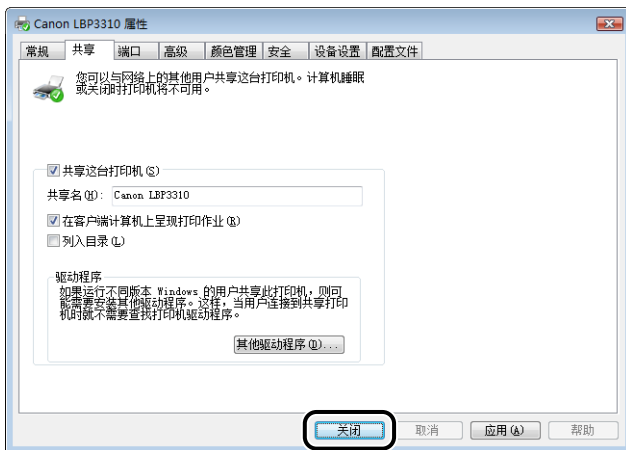 Canon LBP3310 属性
常规 共享 端口 高级 颜色管理 安全 设备设置 配置文件
您可以与网络上的其他用户共享这台打印机。计算机睡眠
或关闭时打印机将不可用。
共享这台打印机(S)
共享名(H): Canon LBP3310
在客户端计算机上呈现打印作业(R)
列入目录(L)
驱动程序
如果运行不同版本 Windows 的用户共享此打印机，则可
能需要安装其他驱动程序。这样，当用户连接到共享打印
机时就不需要查找打印机驱动程序。
其他驱动程序(D)...
关闭 取消 应用(A) 帮助